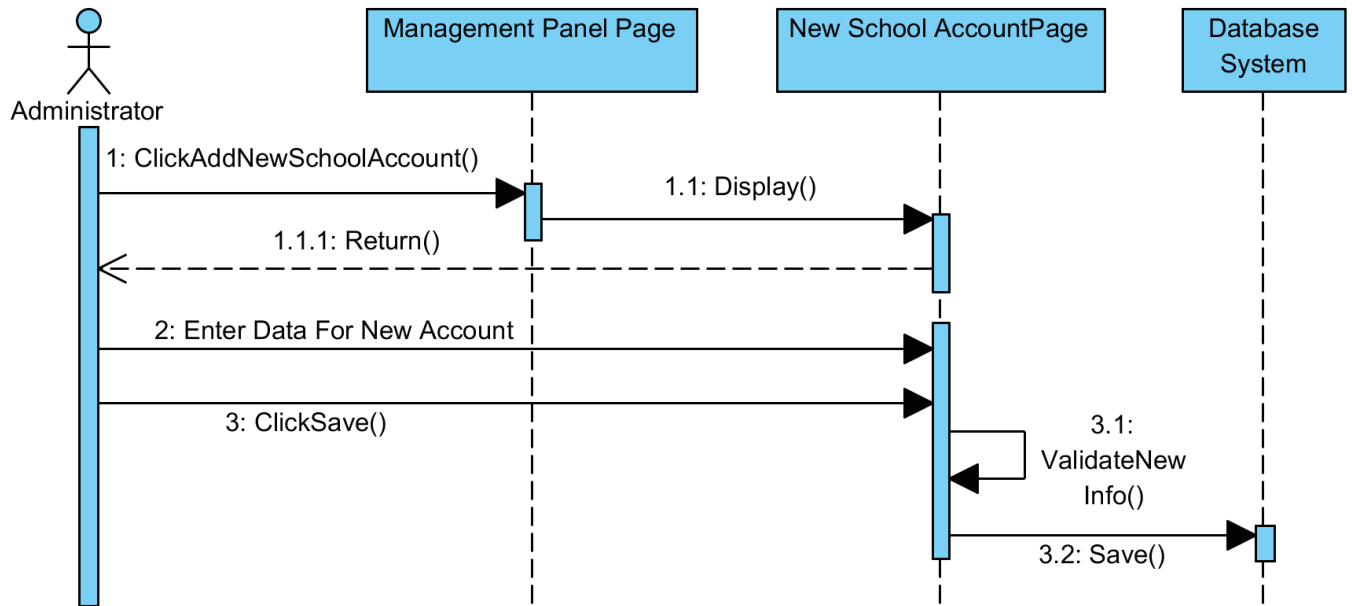 Management Panel Page
New School AccountPage
Database
System
Administrator
1: ClickAddNewSchoolAccount()
1.1: Display()
1.1.1: Return()
2: Enter Data For New Account
3: ClickSave()
3.1:
ValidateNew
Info()
3.2: Save()